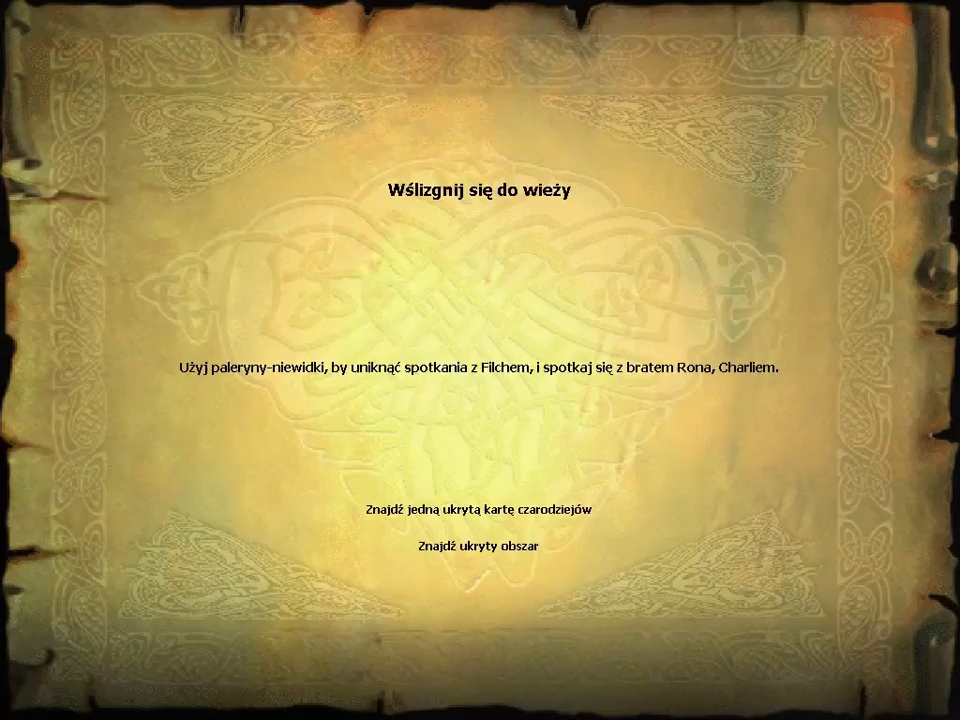 Wślizgnij się do wieży
Użyj paleryny-niewidki, by uniknąć spotkania z Filchem, i spotkaj się z bratem Rona, Charliem.
Znajdź jedną ukrytą kartę czarodziejów
Znajdź ukryty obszar